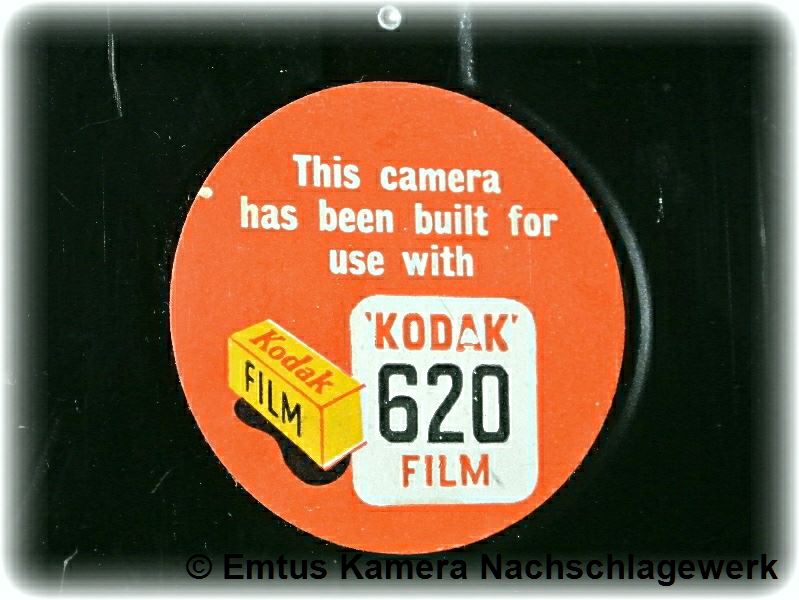 This camera
has been built for
use with
'KODAK'
620
FILM
Kodak
FILM
© Emtus Kamera Nachschlagewerk